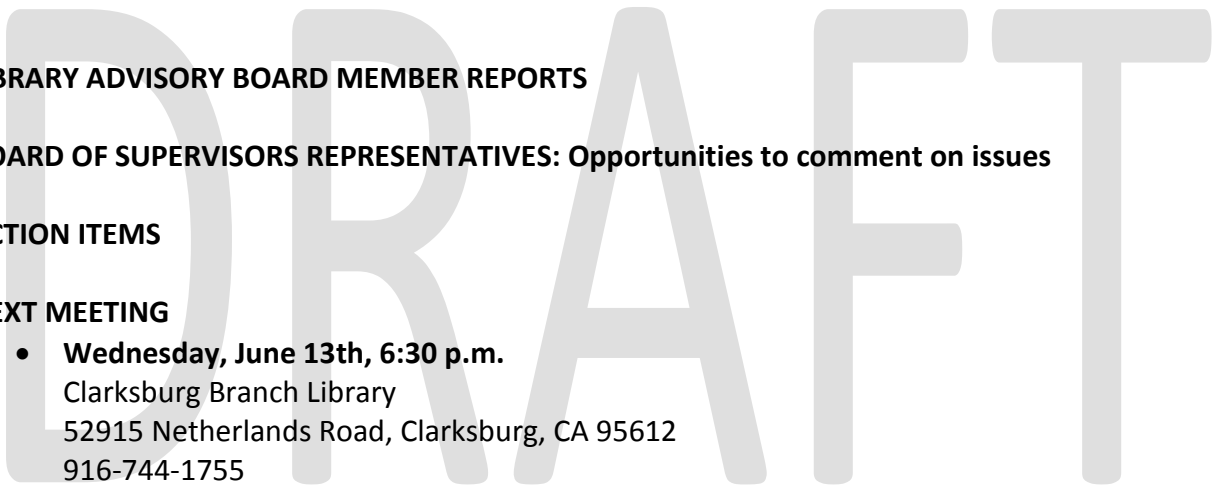 BRARY ADVISORY BOARD MEMBER REPORTS
OARD OF SUPERVISORS REPRESENTATIVES: Opportunities to comment on issues
CTION ITEMS
EXT MEETING
• Wednesday, June 13th, 6:30 p.m.
Clarksburg Branch Library
52915 Netherlands Road, Clarksburg, CA 95612
916-744-1755
DRAFT